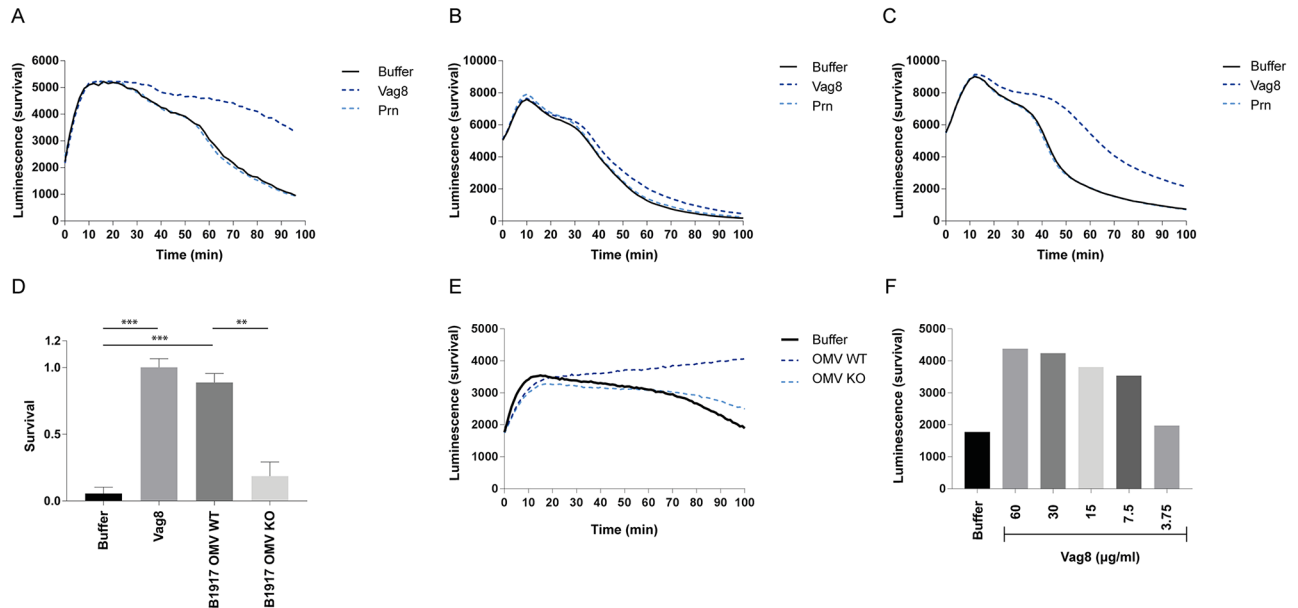 A
Luminescence (survival)
6000
5000
4000
3000
2000
1000
0
0 10 20 30 40 50 60 70 80 90 100
Time (min)
Buffer
Vag8
Prn
B
Luminescence (survival)
10000
8000
6000
4000
2000
0
0 10 20 30 40 50 60 70 80 90 100
Time (min)
Buffer
Vag8
Prn
C
Luminescence (survival)
10000
8000
6000
4000
2000
0
0 10 20 30 40 50 60 70 80 90 100
Time (min)
Buffer
Vag8
Prn
D
Survival
1.2
1.0
0.5
0.0
***
***
**
Buffer
Vag8
B1917 OMV WT
B1917 OMV KO
E
Luminescence (survival)
5000
4000
3000
2000
1000
0
0 10 20 30 40 50 60 70 80 90 100
Time (min)
Buffer
OMV WT
OMV KO
F
Luminescence (survival)
5000
4000
3000
2000
1000
0
Buffer
60
30
15
7.5
3.75
Vag8 (µg/ml)